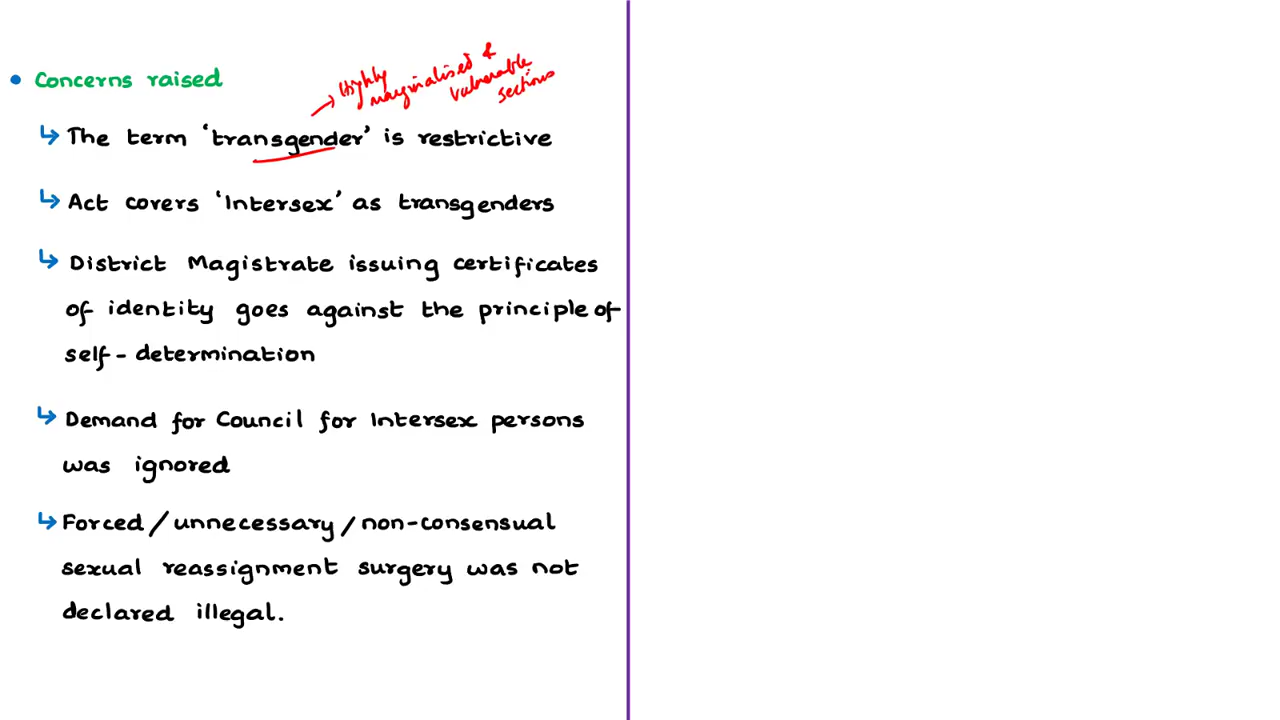 Concerns raised
Highly
marginalised &
vulnerable
sections
The term ‘transgender’ is restrictive
Act covers ‘Intersex’ as transgenders
District Magistrate issuing certificates
of identity goes against the principle of
self-determination
Demand for Council for Intersex persons
was ignored
Forced/unnecessary/non-consensual
sexual reassignment surgery was not
declared illegal.